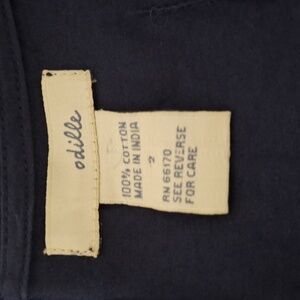 odille
100% COTTON
MADE IN INDIA
2
RN 66170
SEE REVERSE
FOR CARE